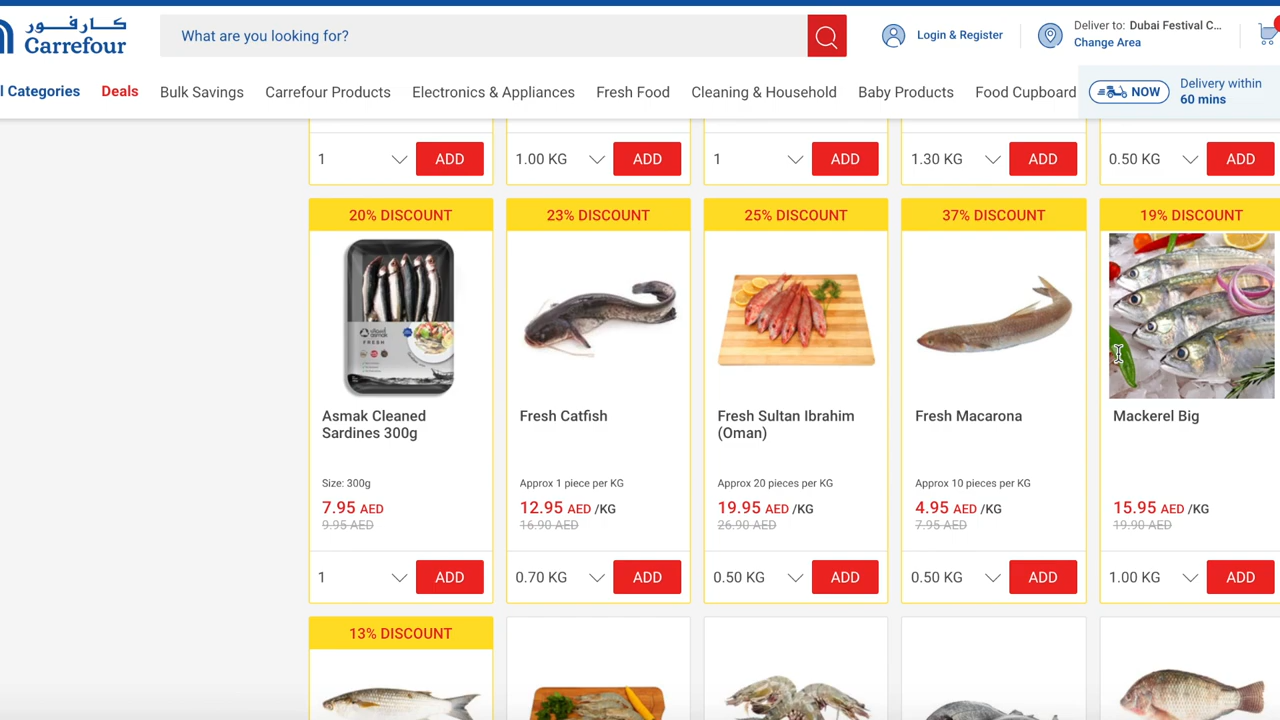 كارفور
Carrefour
What are you looking for?
Login & Register
Deliver to: Dubai Festival C...
Change Area
l Categories
Deals
Bulk Savings
Carrefour Products
Electronics & Appliances
Fresh Food
Cleaning & Household
Baby Products
Food Cupboard
NOW
Delivery within
60 mins
1
ADD
1.00 KG
ADD
1
ADD
1.30 KG
ADD
0.50 KG
ADD
20% DISCOUNT
FRESH
Asmak Cleaned
Sardines 300g
Size: 300g
7.95 AED
9.95 AED
1
ADD
23% DISCOUNT
Fresh Catfish
Approx 1 piece per KG
12.95 AED /KG
16.90 AED
0.70 KG
ADD
25% DISCOUNT
Fresh Sultan Ibrahim
(Oman)
Approx 20 pieces per KG
19.95 AED /KG
26.90 AED
0.50 KG
ADD
37% DISCOUNT
Fresh Macarona
Approx 10 pieces per KG
4.95 AED /KG
7.95 AED
0.50 KG
ADD
19% DISCOUNT
Mackerel Big
15.95 AED /KG
19.90 AED
1.00 KG
ADD
13% DISCOUNT